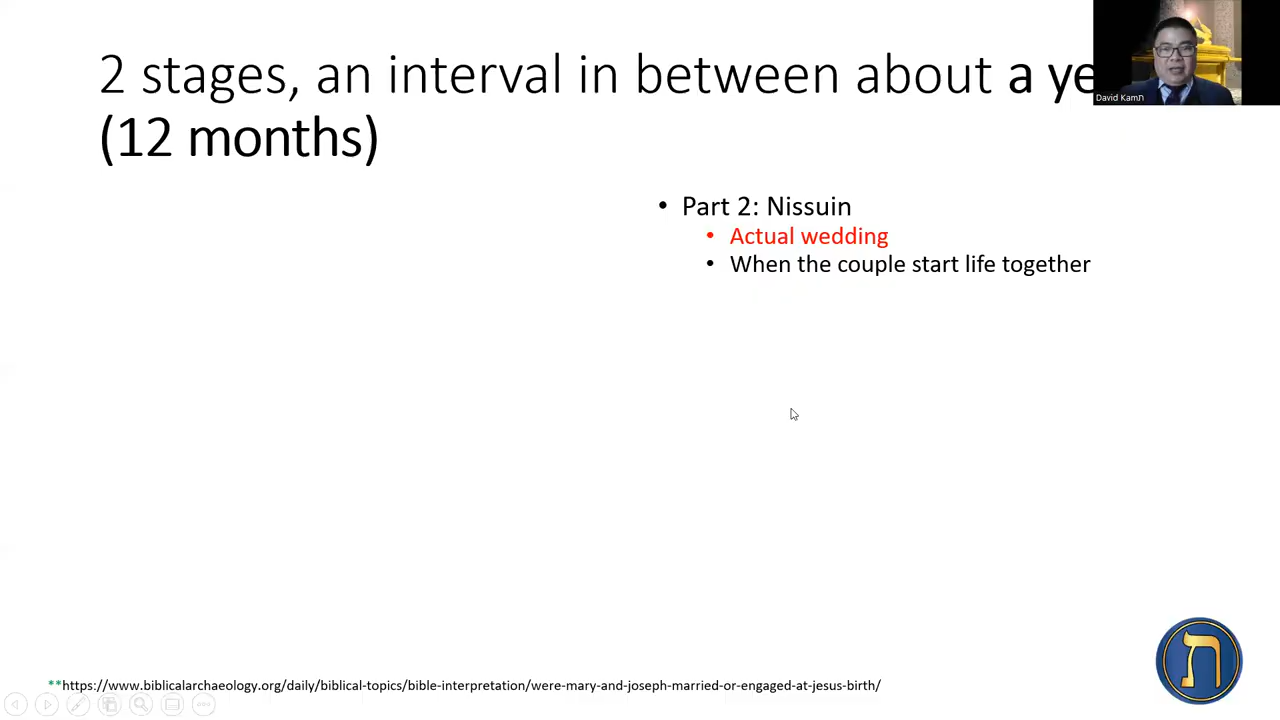 2 stages, an interval in between about a ye
(12 months)
David Kam
• Part 2: Nissuin
• Actual wedding
• When the couple start life together
ת
**https://www.biblicalarchaeology.org/daily/biblical-topics/bible-interpretation/were-mary-and-joseph-married-or-engaged-at-jesus-birth/